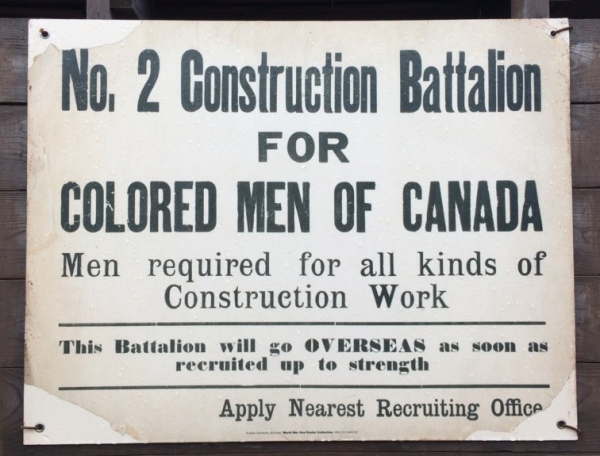 No. 2 Construction Battalion
FOR
COLORED MEN OF CANADA
Men required for all kinds of
Construction Work
This Battalion will go OVERSEAS as soon as
recruited up to strength
Apply Nearest Recruiting Office